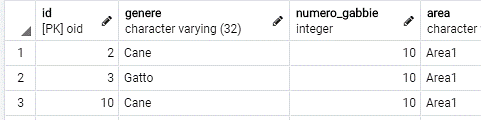 id genere numero_gabbie area
[PK] oid character varying (32) integer character
1 2 Cane 10 Area1
2 3 Gatto 10 Area1
3 10 Cane 10 Area1